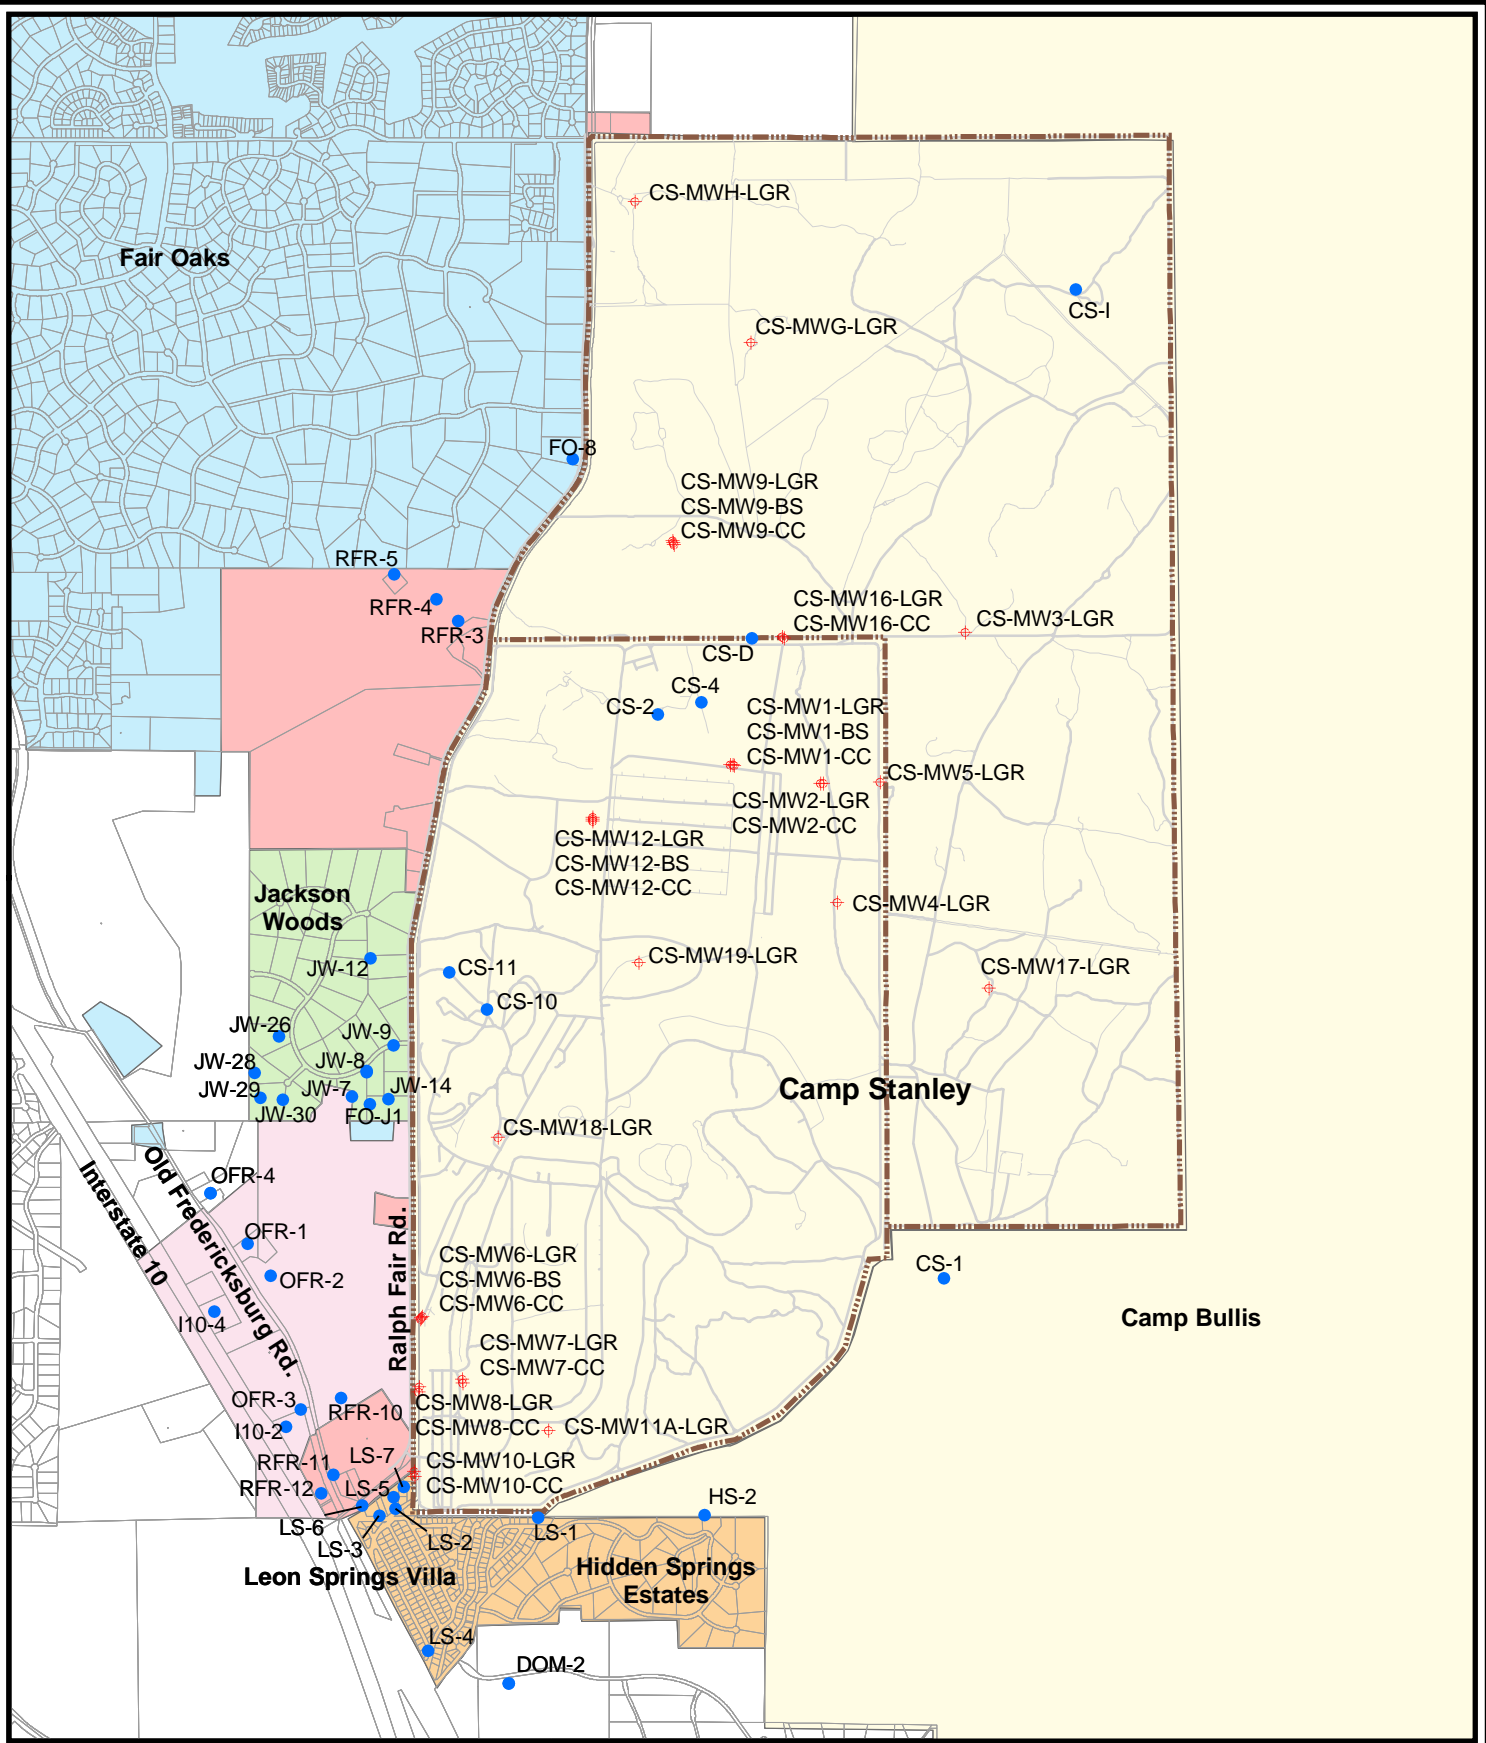 CS-MWH-LGR
Fair Oaks
CS-I
CS-MWG-LGR
FO-8
CS-MW9-LGR
CS-MW9-BS
CS-MW9-CC
RFR-5
RFR-4
RFR-3
CS-MW16-LGR
CS-MW16-CC
CS-MW3-LGR
CS-D
CS-4
CS-2
CS-MW1-LGR
CS-MW1-BS
CS-MW1-CC
CS-MW5-LGR
CS-MW2-LGR
CS-MW2-CC
CS-MW12-LGR
CS-MW12-BS
CS-MW12-CC
Jackson
Woods
CS-MW4-LGR
JW-12
CS-11
CS-MW19-LGR
CS-MW17-LGR
CS-10
JW-26
JW-9
JW-28
JW-8
JW-29
JW-7
JW-14
JW-30
FO-J1
Camp Stanley
CS-MW18-LGR
Interstate 10
Old Fredericksburg Rd.
OFR-4
OFR-1
OFR-2
Ralph Fair Rd.
CS-MW6-LGR
CS-MW6-BS
CS-MW6-CC
CS-1
Camp Bullis
I10-4
CS-MW7-LGR
CS-MW7-CC
OFR-3
RFR-10
CS-MW8-LGR
CS-MW8-CC
CS-MW11A-LGR
I10-2
LS-7
RFR-11
CS-MW10-LGR
CS-MW10-CC
RFR-12
LS-5
HS-2
LS-6
LS-3
LS-2
LS-1
Leon Springs Villa
Hidden Springs
Estates
LS-4
DOM-2